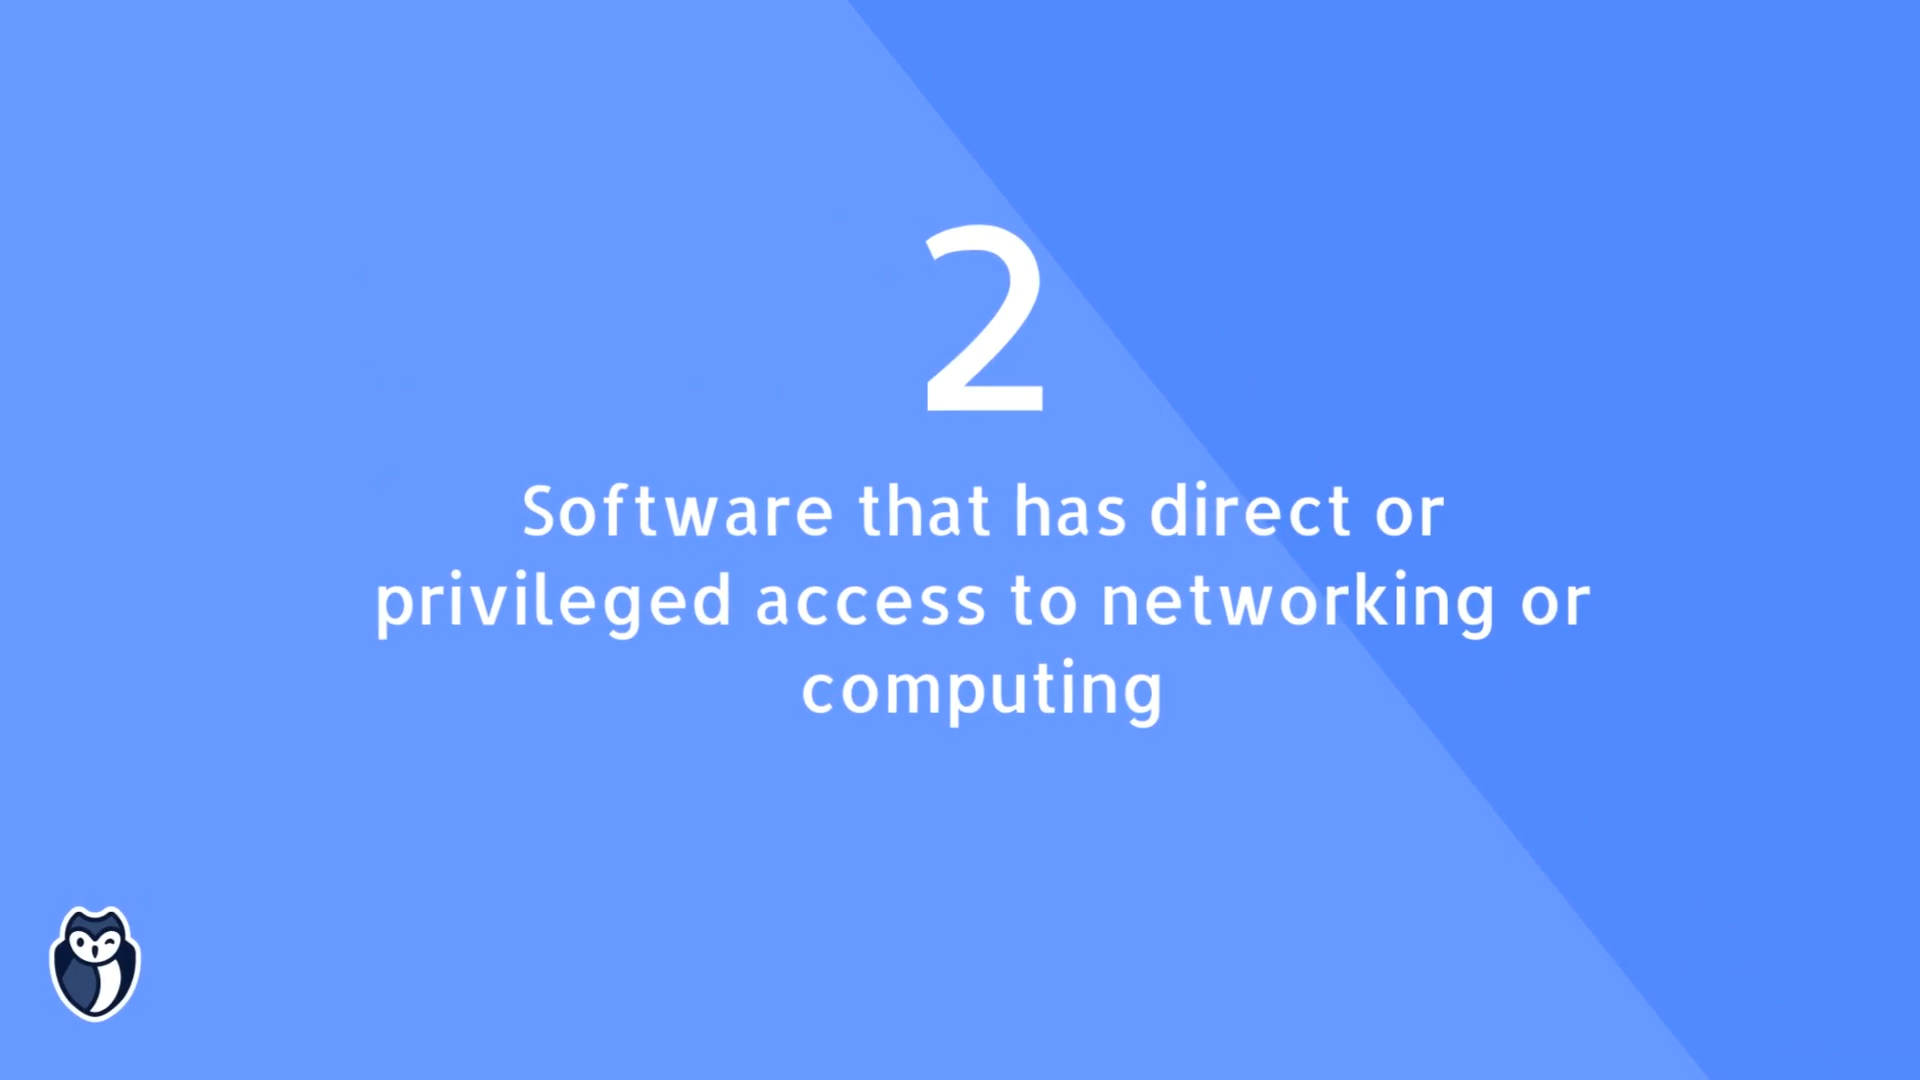 2
Software that has direct or
privileged access to networking or
computing